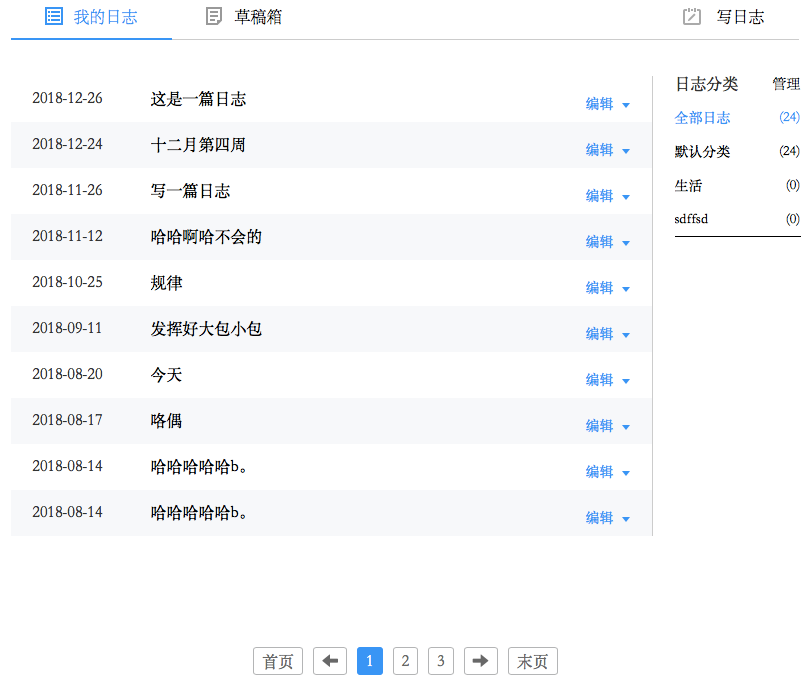 我的日志 草稿箱 写日志
日志分类 管理
全部日志 (24)
默认分类 (24)
生活 (0)
sdffsd (0)
2018-12-26 这是一篇日志 编辑
2018-12-24 十二月第四周 编辑
2018-11-26 写一篇日志 编辑
2018-11-12 哈哈啊哈不会的 编辑
2018-10-25 规律 编辑
2018-09-11 发挥好大包小包 编辑
2018-08-20 今天 编辑
2018-08-17 咯偶 编辑
2018-08-14 哈哈哈哈哈b。 编辑
2018-08-14 哈哈哈哈哈b。 编辑
首页 1 2 3 末页